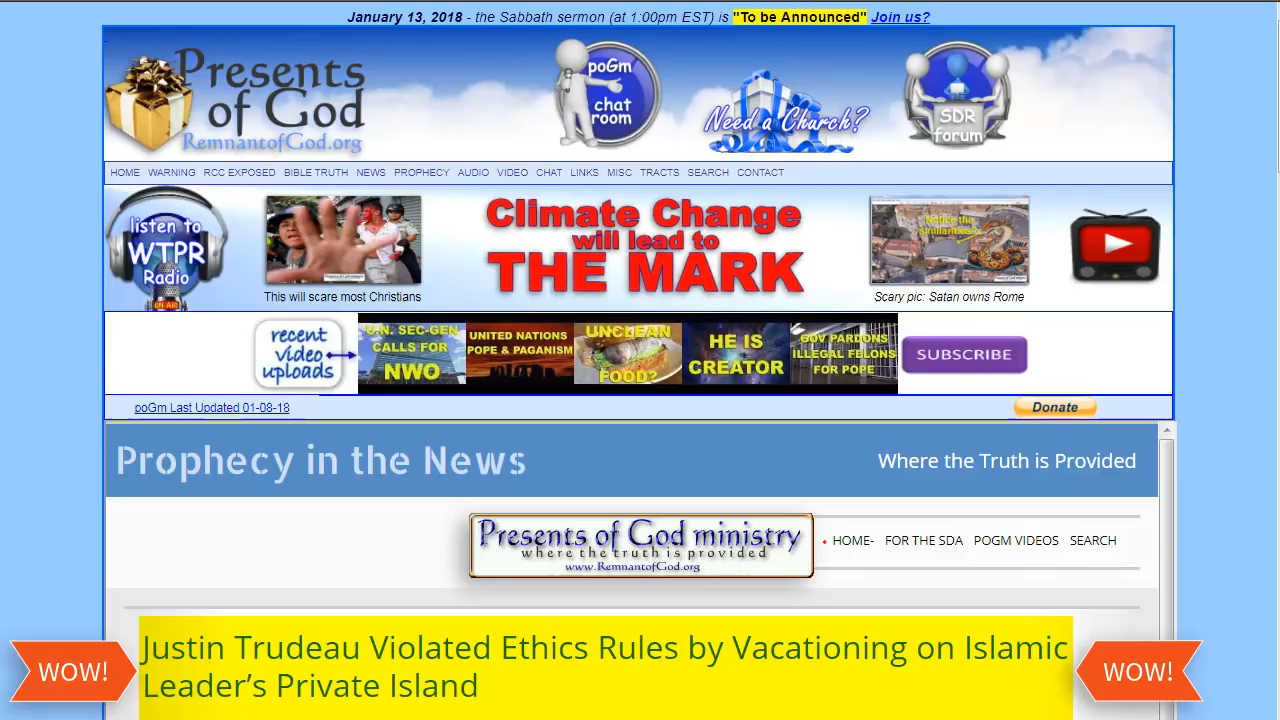 January 13, 2018 - the Sabbath sermon (at 1:00pm EST) is "To be Announced" Join us?
Presents
of God
RemnantofGod.org
poGm
chat
room
Need a Church?
SDR
forum
HOME WARNING RCC EXPOSED BIBLE TRUTH NEWS PROPHECY AUDIO VIDEO CHAT LINKS MISC TRACTS SEARCH CONTACT
listen to
WTPR
Radio
ON AIR
This will scare most Christians
Climate Change
will lead to
THE MARK
Notice the
similarities
Scary pic: Satan owns Rome
recent
video
uploads
U.N. SEC-GEN
CALLS FOR
NWO
UNITED NATIONS
POPE & PAGANISM
UNCLEAN
FOOD?
HE IS
CREATOR
GOV PARDONS
ILLEGAL FELONS
FOR POPE
SUBSCRIBE
poGm Last Updated 01-08-18
Donate
Prophecy in the News
Where the Truth is Provided
Presents of God ministry
where the truth is provided
www.RemnantofGod.org
HOME- FOR THE SDA POGM VIDEOS SEARCH
Justin Trudeau Violated Ethics Rules by Vacationing on Islamic
Leader’s Private Island
WOW!
WOW!